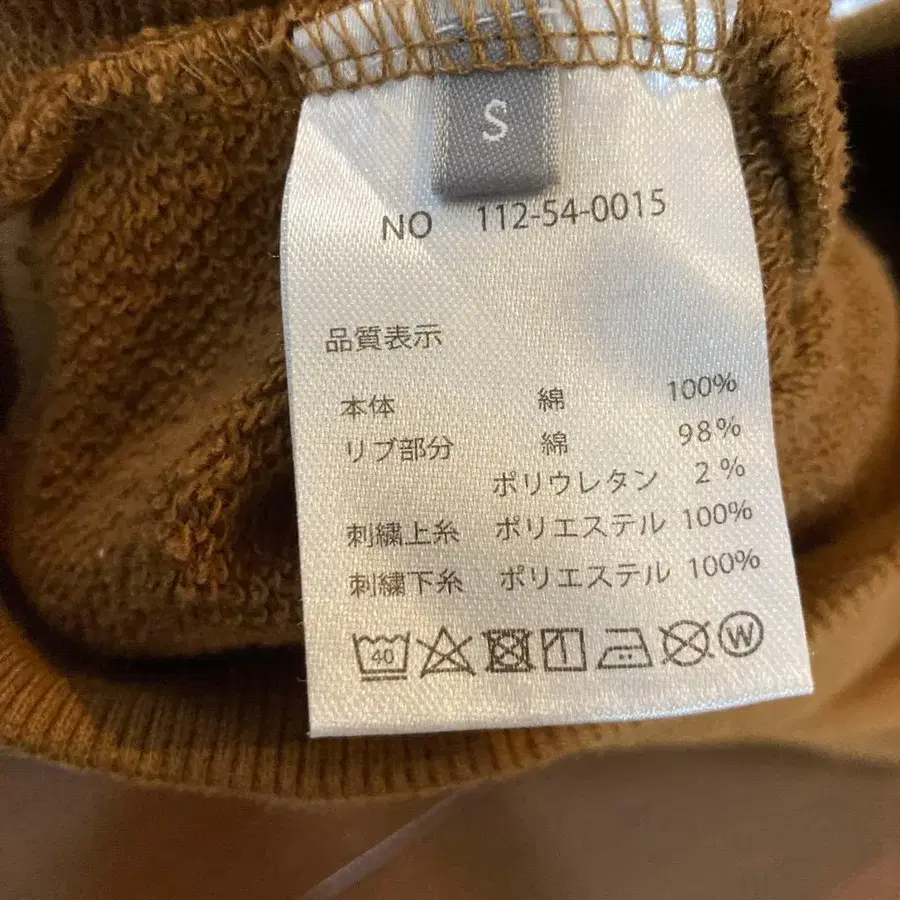 S
NO 112-54-0015
品質表示
本体 綿 100%
リブ部分 綿 98%
ポリウレタン 2%
刺繍上糸 ポリエステル 100%
刺繍下糸 ポリエステル 100%
40 W